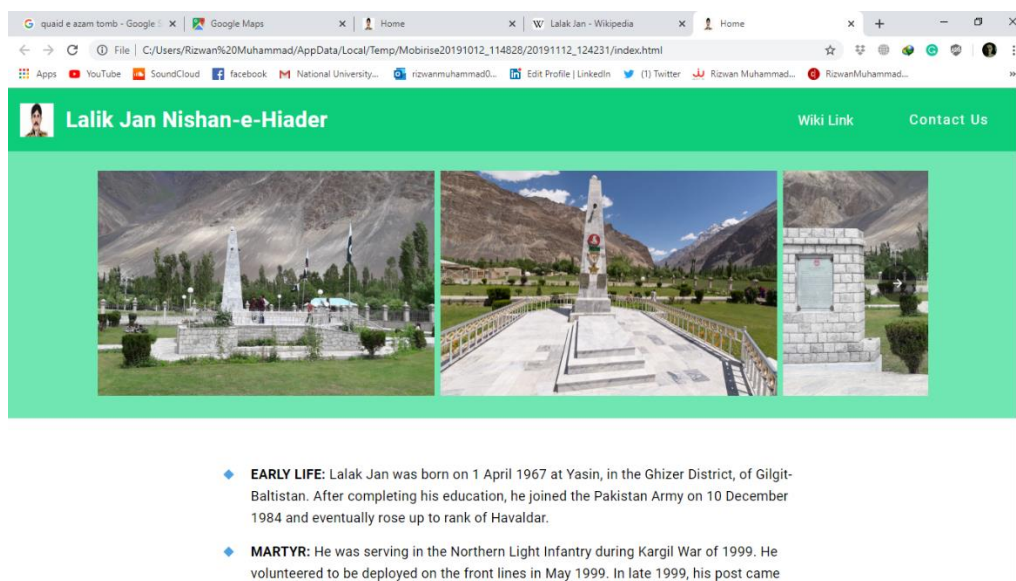 quaid e azam tomb - Google S
Google Maps
Home
Lalak Jan - Wikipedia
Home
File | C:/Users/Rizwan%20Muhammad/AppData/Local/Temp/Mobirise20191012_114828/20191112_124231/index.html
Apps YouTube SoundCloud facebook National University... rizwanmuhammad0... Edit Profile | LinkedIn (1) Twitter Rizwan Muhammad... RizwanMuhammad...
Lalik Jan Nishan-e-Hiader
Wiki Link
Contact Us
EARLY LIFE: Lalak Jan was born on 1 April 1967 at Yasin, in the Ghizer District, of Gilgit-
Baltistan. After completing his education, he joined the Pakistan Army on 10 December
1984 and eventually rose up to rank of Havaldar.
MARTYR: He was serving in the Northern Light Infantry during Kargil War of 1999. He
volunteered to be deployed on the front lines in May 1999. In late 1999, his post came